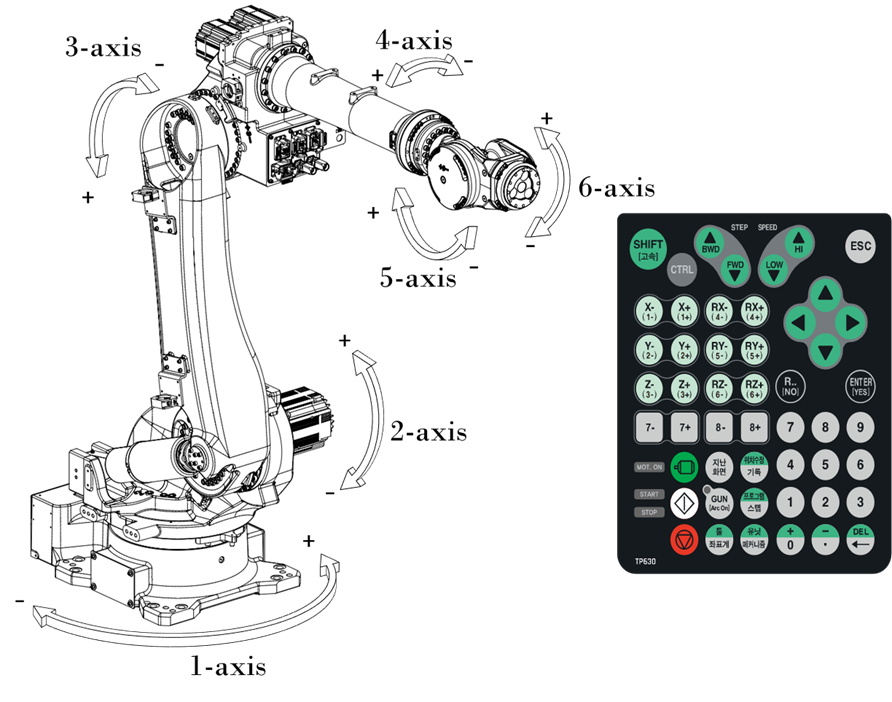 3-axis
-
+
4-axis
+
-
+
6-axis
-
+
5-axis
-
+
2-axis
-
+
-
1-axis
SHIFT
[고속]
CTRL
STEP
SPEED
BWD
FWD
HI
LOW
ESC
X-
(1-)
X+
(1+)
RX-
(4-)
RX+
(4+)
Y-
(2-)
Y+
(2+)
RY-
(5-)
RY+
(5+)
Z-
(3-)
Z+
(3+)
RZ-
(6-)
RZ+
(6+)
R..
[NO]
ENTER
[YES]
7-
7+
8-
8+
7
8
9
MOT. ON
지난
화면
위치수정
기록
4
5
6
START
STOP
GUN
[Arc On]
프로그램
스텝
1
2
3
툴
좌표계
유닛
메커니즘
+
0
-
.
DEL
←
TP630